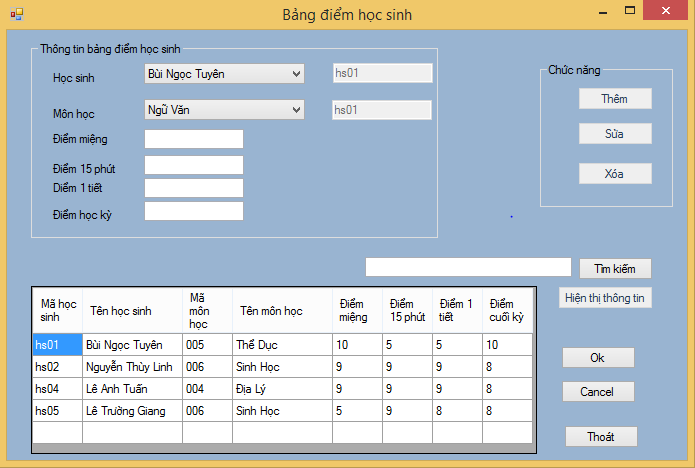 Bảng điểm học sinh
Thông tin bảng điểm học sinh
Học sinh Bùi Ngọc Tuyên hs01
Môn học Ngũ Văn hs01
Điểm miệng
Điểm 15 phút
Điểm 1 tiết
Điểm học kỳ
Chức năng
Thêm
Sửa
Xóa
Tìm kiếm
Hiện thị thông tin
Mã học sinh Tên học sinh Mã môn học Tên môn học Điểm miệng Điểm 15 phút Điểm 1 tiết Điểm cuối kỳ
hs01 Bùi Ngọc Tuyên 005 Thể Dục 10 5 5 10
hs02 Nguyễn Thùy Linh 006 Sinh Học 9 9 9 8
hs04 Lê Anh Tuấn 004 Địa Lý 9 9 9 8
hs05 Lê Trường Giang 006 Sinh Học 5 9 8 8
Ok
Cancel
Thoát